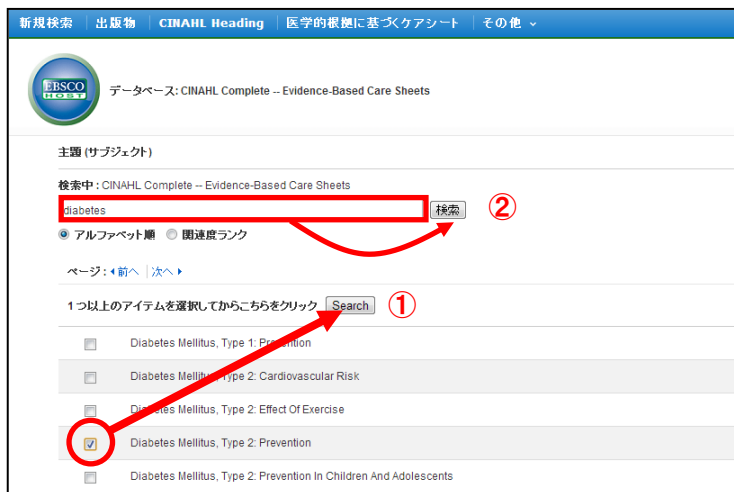 新規検索 出版物 CINAHL Heading 医学的根拠に基づくケアシート その他
EBSCO
HOST
データベース: CINAHL Complete -- Evidence-Based Care Sheets
主題 (サブジェクト)
検索中 : CINAHL Complete -- Evidence-Based Care Sheets
diabetes 検索 ②
アルファベット順 関連度ランク
ページ: 前へ 次へ
1つ以上のアイテムを選択してからこちらをクリック Search ①
Diabetes Mellitus, Type 1: Prevention
Diabetes Mellitus, Type 2: Cardiovascular Risk
Diabetes Mellitus, Type 2: Effect Of Exercise
Diabetes Mellitus, Type 2: Prevention
Diabetes Mellitus, Type 2: Prevention In Children And Adolescents